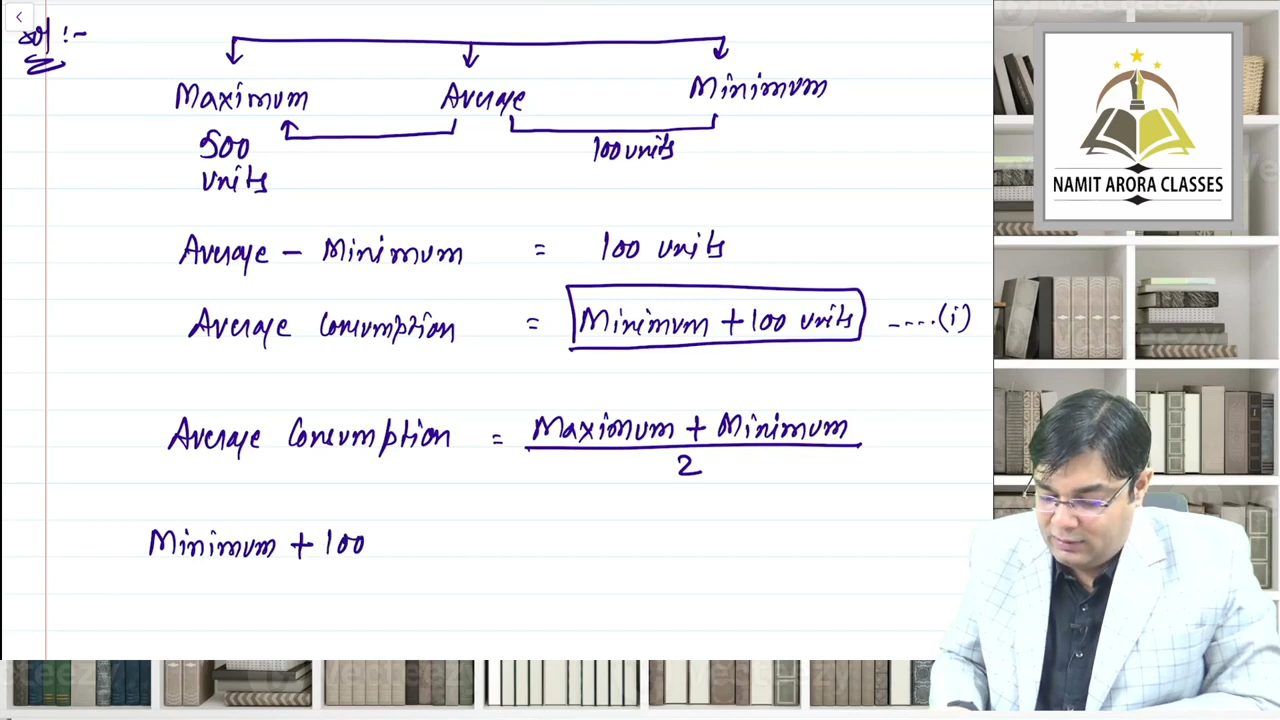 Sol :-
Maximum Average Minimum
500 units
100 units
Average - Minimum = 100 units
Average Consumption = Minimum + 100 units ....(i)
Average Consumption = Maximum + Minimum
2
Minimum + 100
NAMIT ARORA CLASSES